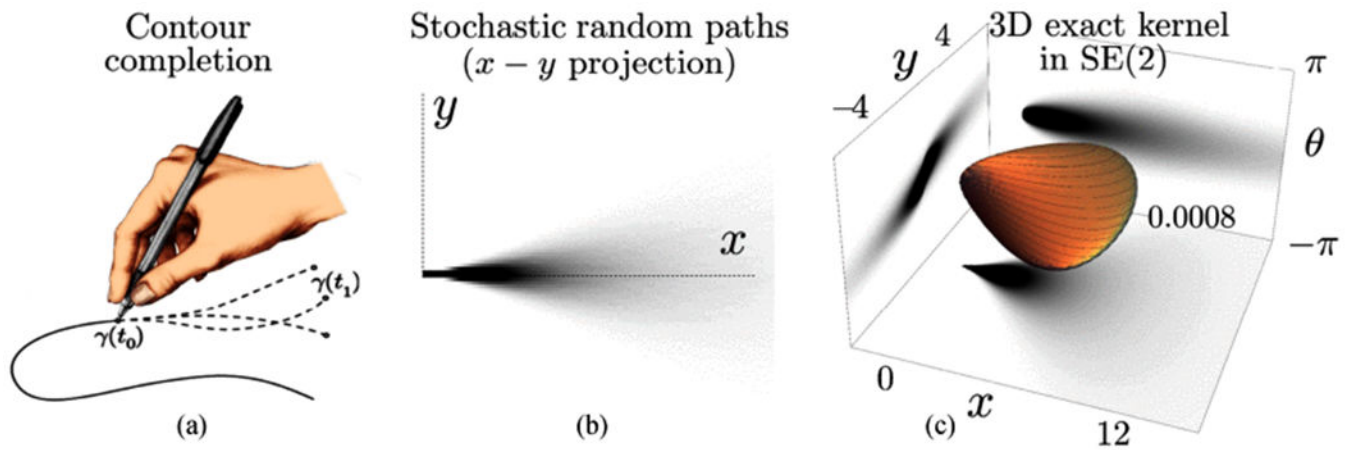 Contour
completion
γ(t₁)
γ(t₀)
(a)
Stochastic random paths
(x − y projection)
y
x
(b)
3D exact kernel
in SE(2)
y
4
−4
π
θ
−π
0.0008
0
x
12
(c)